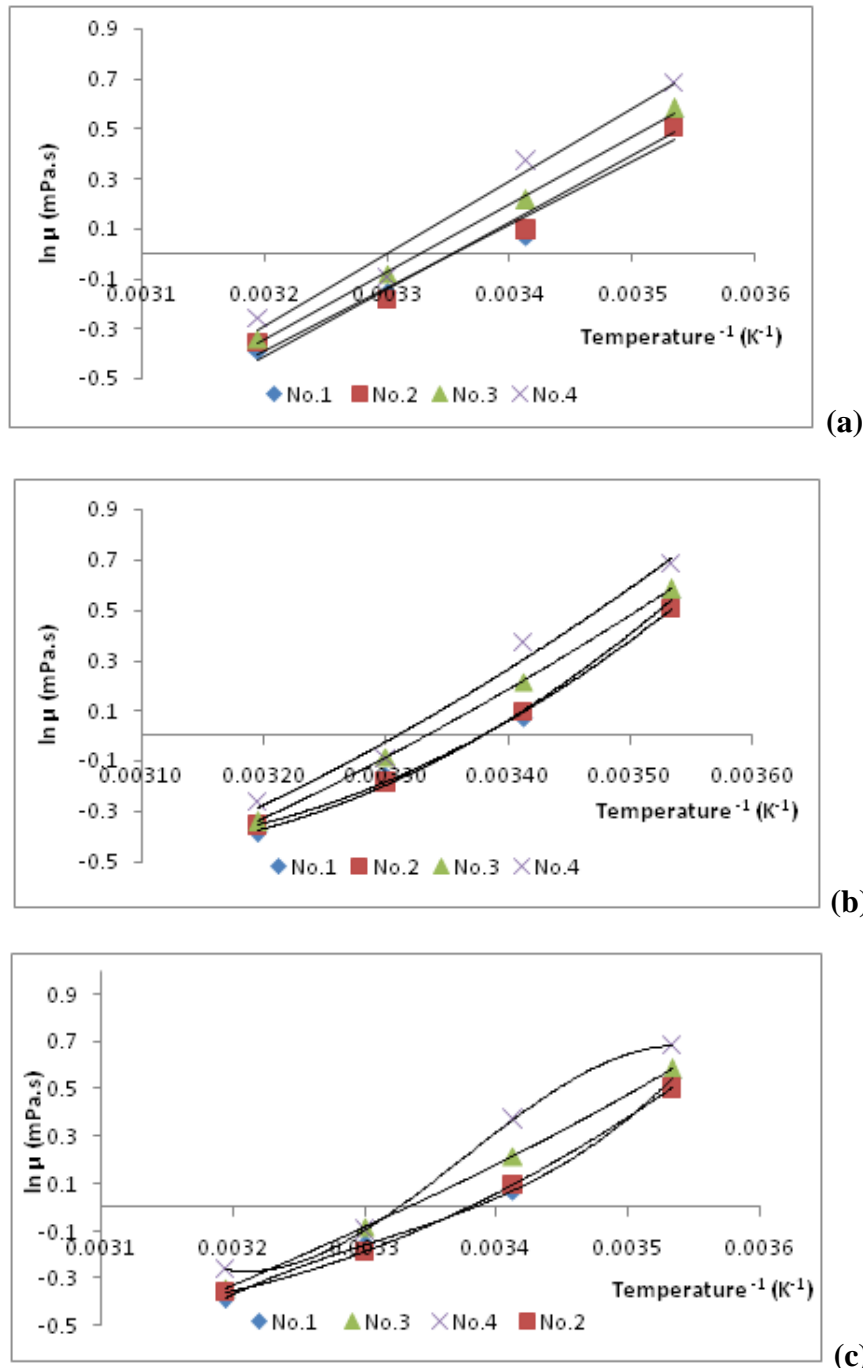 0.9
0.7
0.5
0.3
0.1
-0.1
-0.3
-0.5
ln μ (mPa.s)
0.0031 0.0032 0.0033 0.0034 0.0035 0.0036
Temperature -1 (K-1)
No.1 No.2 No.3 No.4
(a)
0.9
0.7
0.5
0.3
0.1
-0.1
-0.3
-0.5
ln μ (mPa.s)
0.00310 0.00320 0.00330 0.00340 0.00350 0.00360
Temperature -1 (K-1)
No.1 No.2 No.3 No.4
(b)
0.9
0.7
0.5
0.3
0.1
-0.1
-0.3
-0.5
ln μ (mPa.s)
0.0031 0.0032 0.0033 0.0034 0.0035 0.0036
Temperature -1 (K-1)
No.1 No.3 No.4 No.2
(c)